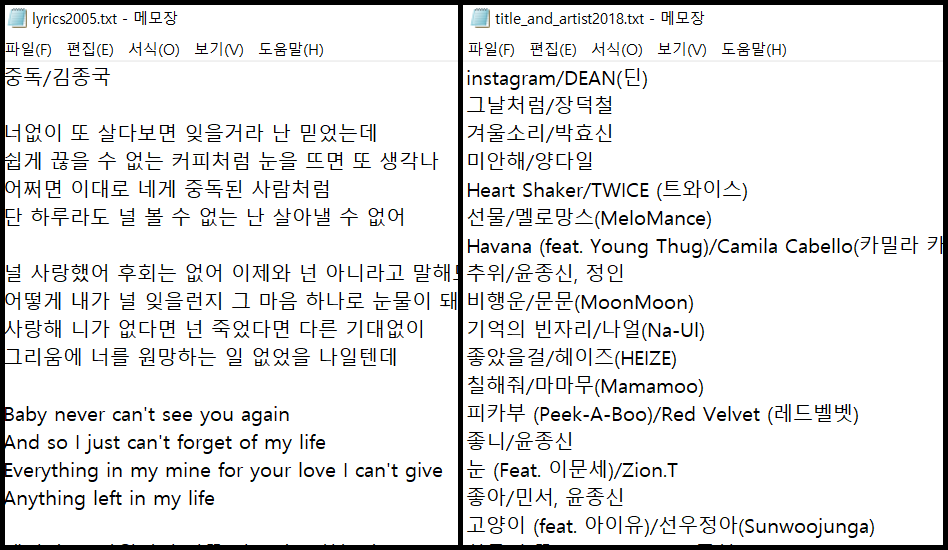 lyrics2005.txt - 메모장
파일(F) 편집(E) 서식(O) 보기(V) 도움말(H)
중독/김종국
너없이 또 살다보면 잊을거라 난 믿었는데
쉽게 끊을 수 없는 커피처럼 눈을 뜨면 또 생각나
어쩌면 이대로 네게 중독된 사람처럼
단 하루라도 널 볼 수 없는 난 살아낼 수 없어
널 사랑했어 후회는 없어 이제와 넌 아니라고 말해도
어떻게 내가 널 잊을런지 그 마음 하나로 눈물이 돼
사랑해 니가 없다면 넌 죽었다면 다른 기대없이
그리움에 너를 원망하는 일 없었을 나일텐데
Baby never can't see you again
And so I just can't forget of my life
Everything in my mine for your love I can't give
Anything left in my life
title_and_artist2018.txt - 메모장
파일(F) 편집(E) 서식(O) 보기(V) 도움말(H)
instagram/DEAN(딘)
그날처럼/장덕철
겨울소리/박효신
미안해/양다일
Heart Shaker/TWICE (트와이스)
선물/멜로망스(MeloMance)
Havana (feat. Young Thug)/Camila Cabello(카밀라 카
추위/윤종신, 정인
비행운/문문(MoonMoon)
기억의 빈자리/나얼(Na-Ul)
좋았을걸/헤이즈(HEIZE)
칠해줘/마마무(Mamamoo)
피카부 (Peek-A-Boo)/Red Velvet (레드벨벳)
좋니/윤종신
눈 (Feat. 이문세)/Zion.T
좋아/민서, 윤종신
고양이 (feat. 아이유)/선우정아(Sunwoojunga)